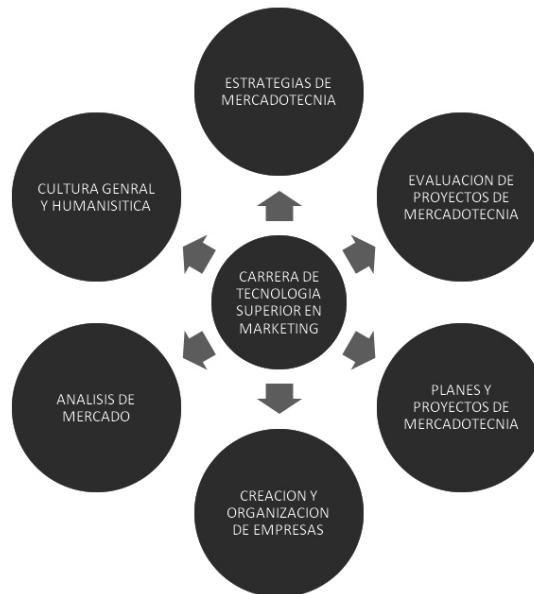 ESTRATEGIAS DE
MERCADOTECNIA
CULTURA GENRAL
Y HUMANISITICA
EVALUACION DE
PROYECTOS DE
MERCADOTECNIA
CARRERA DE
TECNOLOGIA
SUPERIOR EN
MARKETING
ANALISIS DE
MERCADO
PLANES Y
PROYECTOS DE
MERCADOTECNIA
CREACION Y
ORGANIZACION
DE EMPRESAS